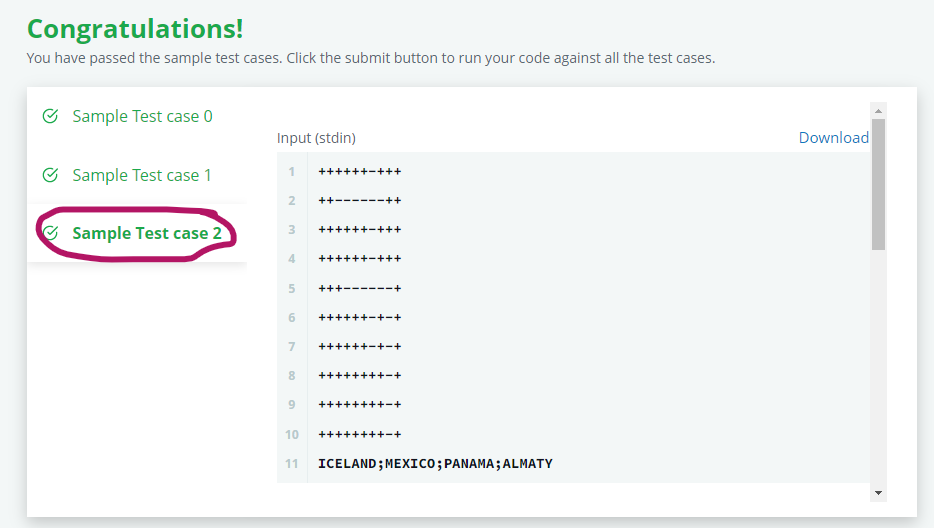 Congratulations!
You have passed the sample test cases. Click the submit button to run your code against all the test cases.
Sample Test case 0
Sample Test case 1
Sample Test case 2
Input (stdin)
Download
1 ++++++-+++
2 ++------++
3 ++++++-+++
4 ++++++-+++
5 +++------+
6 ++++++-+-+
7 ++++++-+-+
8 ++++++++-+
9 ++++++++-+
10 ++++++++-+
11 ICELAND;MEXICO;PANAMA;ALMATY